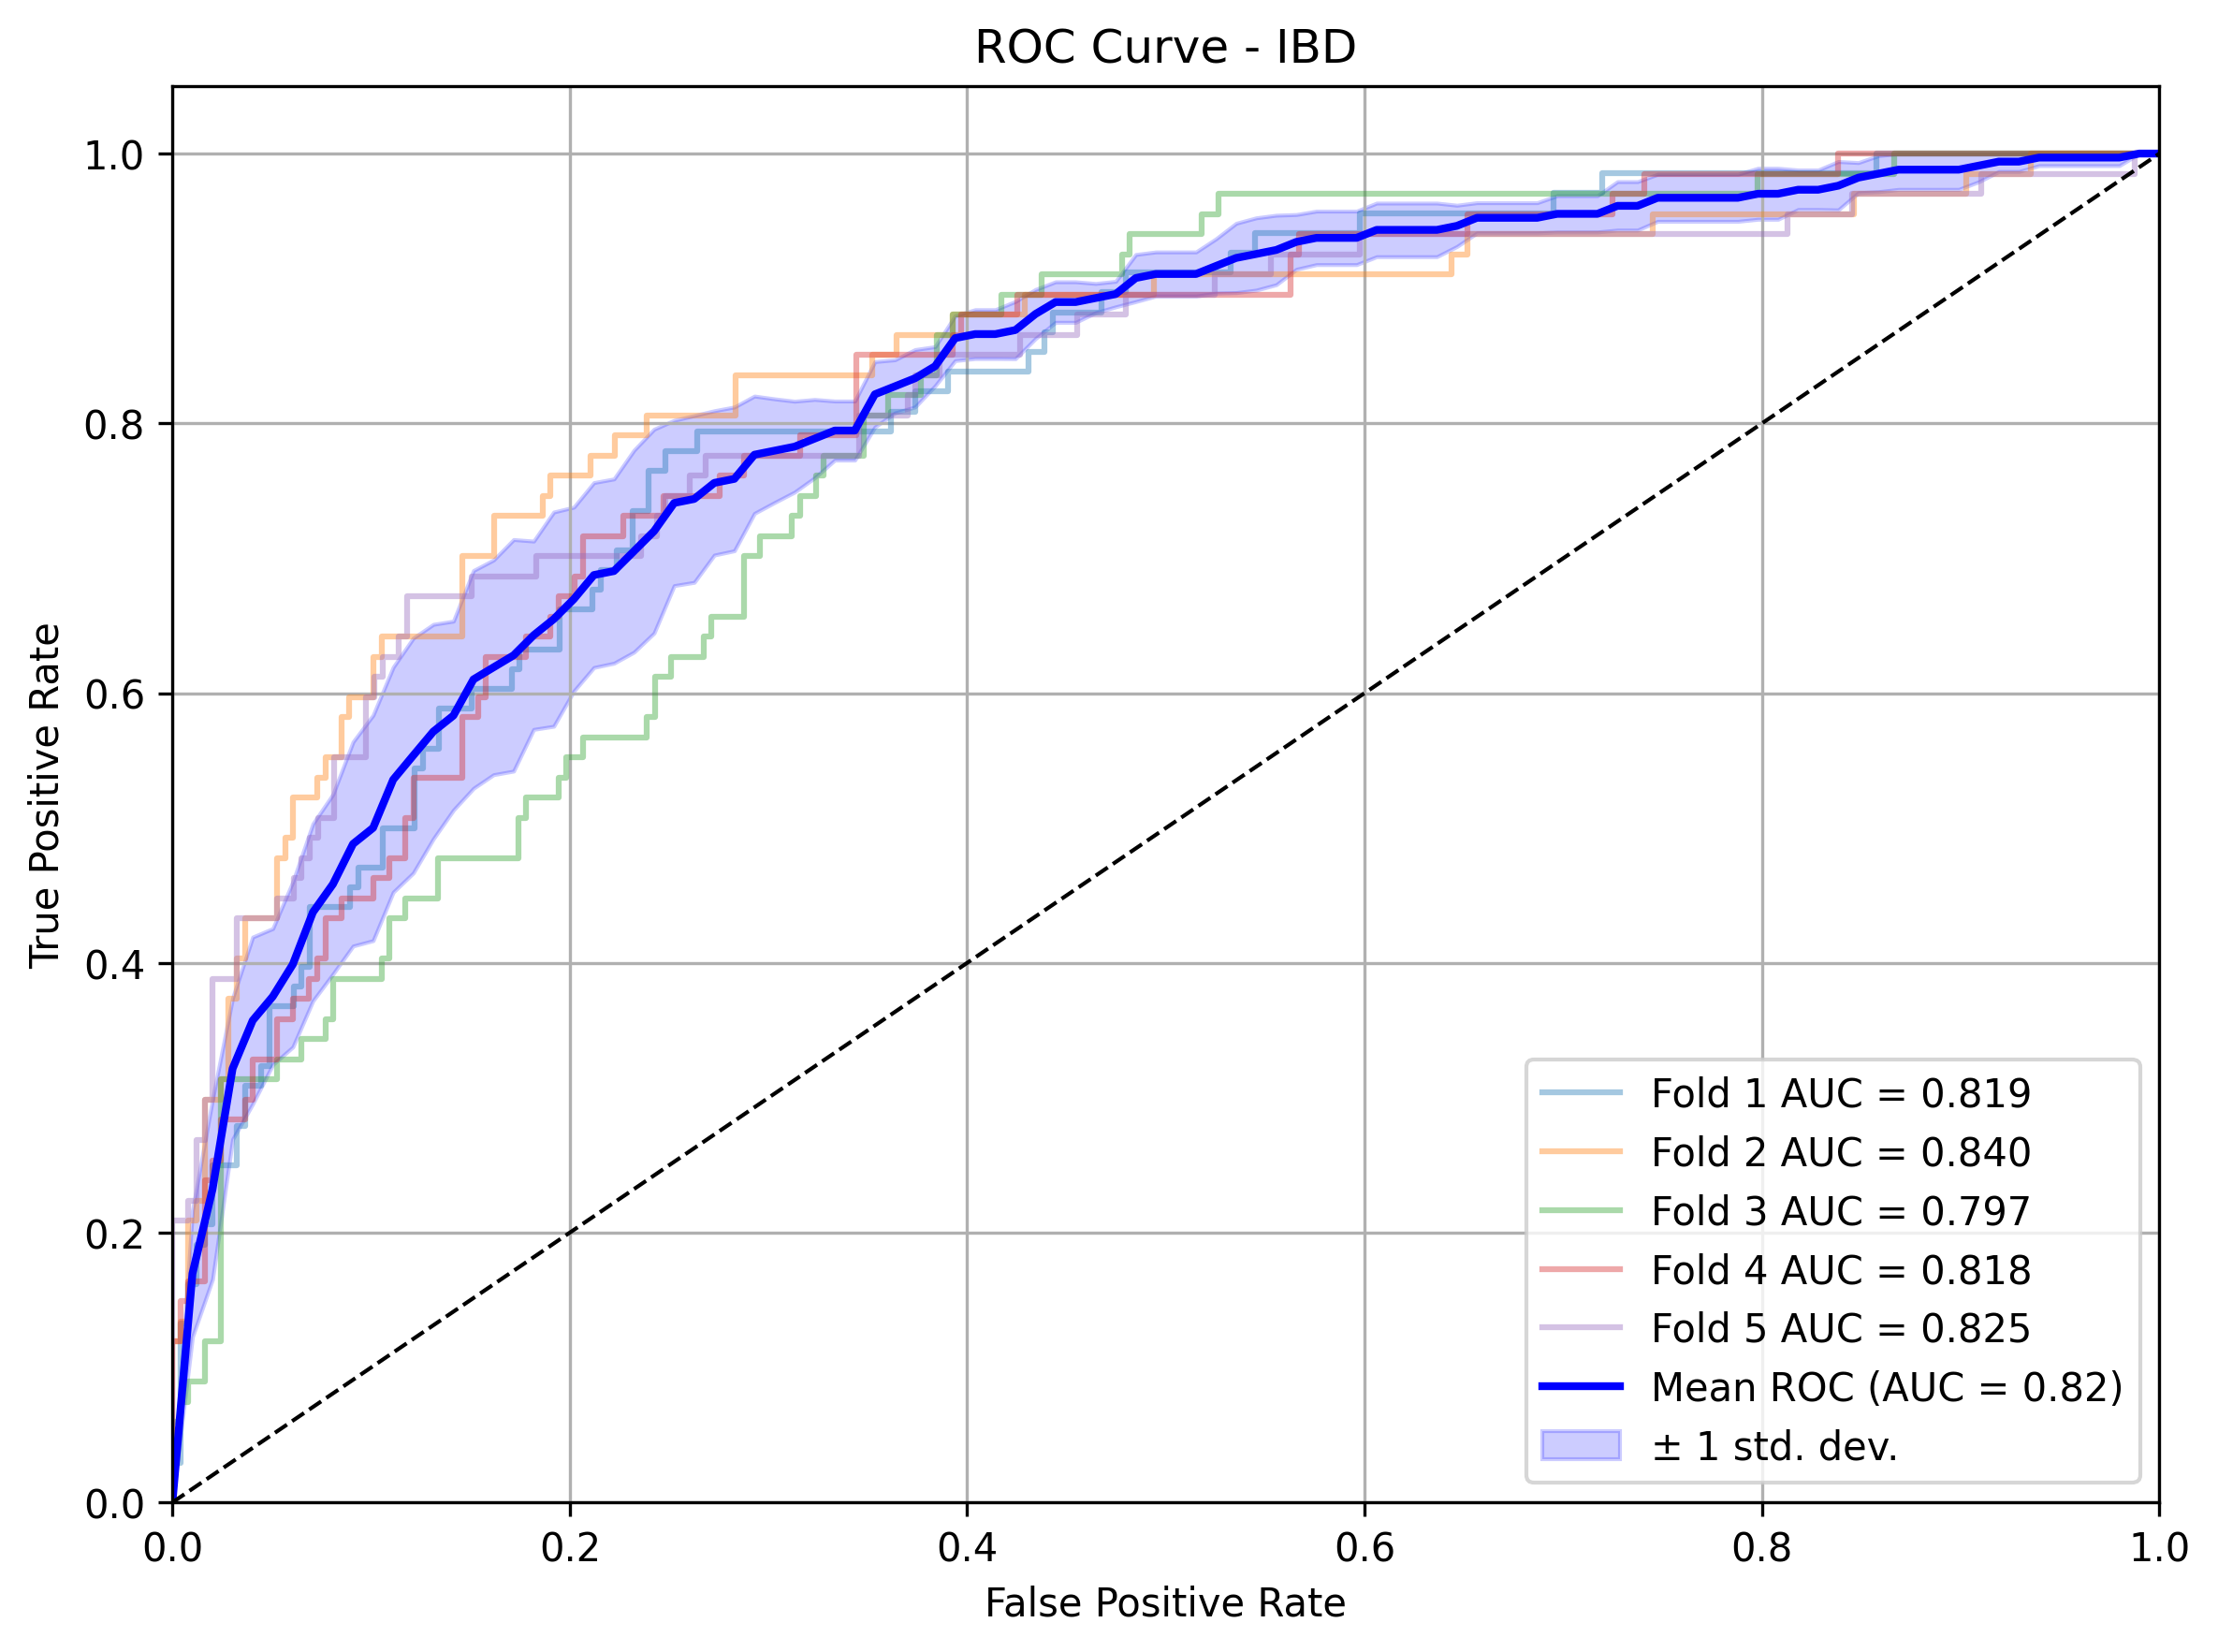 ROC Curve - IBD
True Positive Rate
1.0
0.8
0.6
0.4
0.2
0.0
0.0 0.2 0.4 0.6 0.8 1.0
False Positive Rate
Fold 1 AUC = 0.819
Fold 2 AUC = 0.840
Fold 3 AUC = 0.797
Fold 4 AUC = 0.818
Fold 5 AUC = 0.825
Mean ROC (AUC = 0.82)
± 1 std. dev.